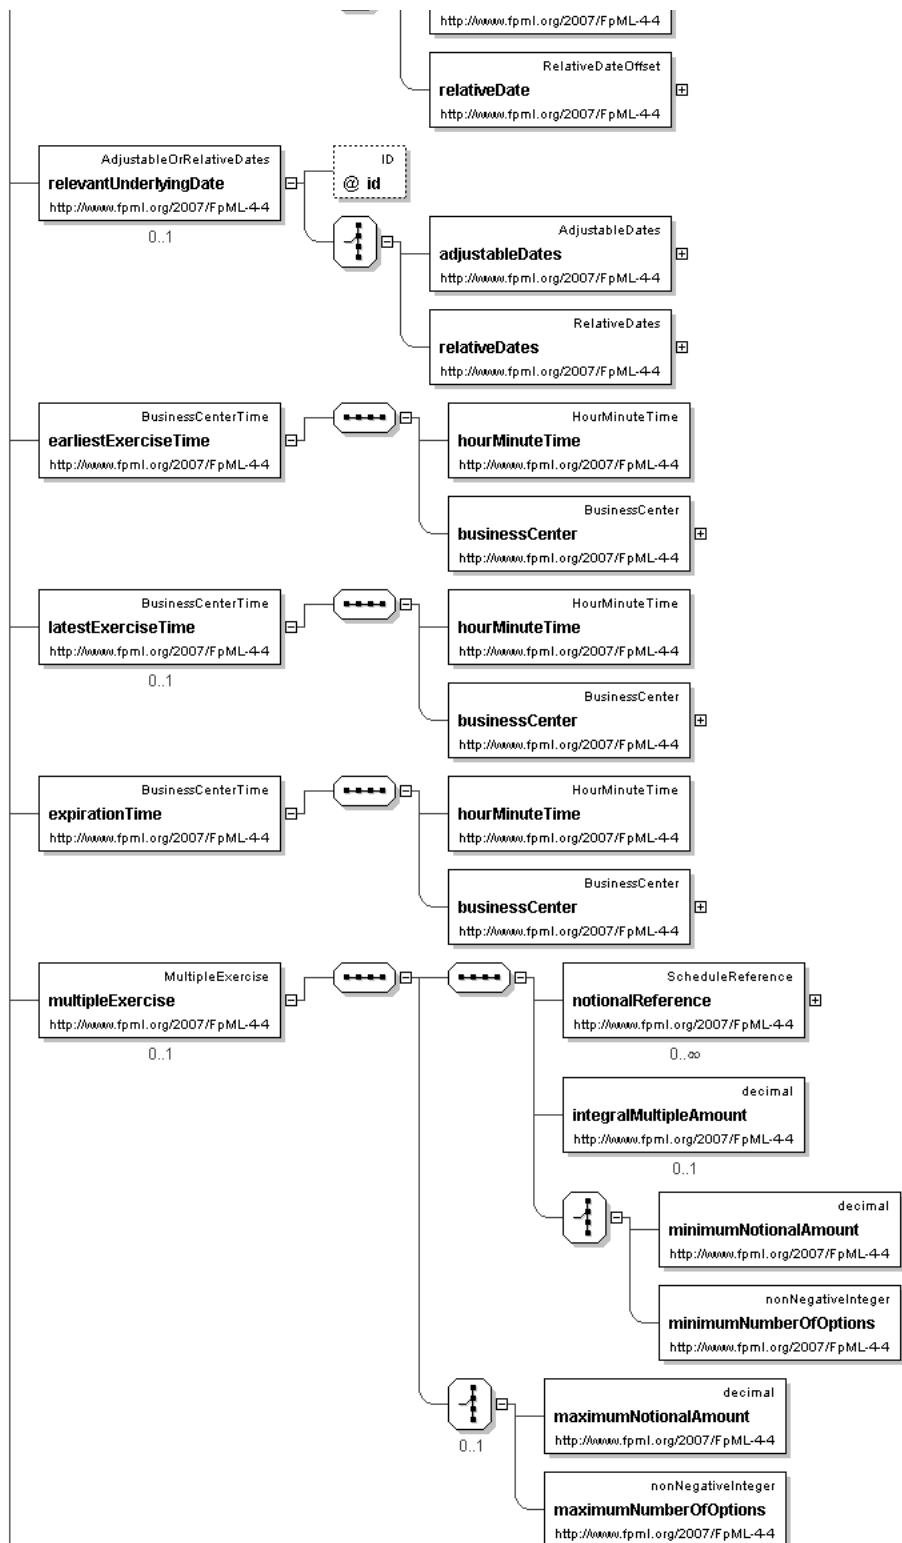 http://www.fpml.org/2007/FpML-4-4
RelativeDateOffset
relativeDate
http://www.fpml.org/2007/FpML-4-4
AdjustableOrRelativeDates
relevantUnderlyingDate
http://www.fpml.org/2007/FpML-4-4
0..1
ID
@ id
AdjustableDates
adjustableDates
http://www.fpml.org/2007/FpML-4-4
RelativeDates
relativeDates
http://www.fpml.org/2007/FpML-4-4
BusinessCenterTime
earliestExerciseTime
http://www.fpml.org/2007/FpML-4-4
HourMinuteTime
hourMinuteTime
http://www.fpml.org/2007/FpML-4-4
BusinessCenter
businessCenter
http://www.fpml.org/2007/FpML-4-4
BusinessCenterTime
latestExerciseTime
http://www.fpml.org/2007/FpML-4-4
0..1
HourMinuteTime
hourMinuteTime
http://www.fpml.org/2007/FpML-4-4
BusinessCenter
businessCenter
http://www.fpml.org/2007/FpML-4-4
BusinessCenterTime
expirationTime
http://www.fpml.org/2007/FpML-4-4
HourMinuteTime
hourMinuteTime
http://www.fpml.org/2007/FpML-4-4
BusinessCenter
businessCenter
http://www.fpml.org/2007/FpML-4-4
MultipleExercise
multipleExercise
http://www.fpml.org/2007/FpML-4-4
0..1
ScheduleReference
notionalReference
http://www.fpml.org/2007/FpML-4-4
0..∞
decimal
integralMultipleAmount
http://www.fpml.org/2007/FpML-4-4
0..1
decimal
minimumNotionalAmount
http://www.fpml.org/2007/FpML-4-4
nonNegativeInteger
minimumNumberOfOptions
http://www.fpml.org/2007/FpML-4-4
0..1
decimal
maximumNotionalAmount
http://www.fpml.org/2007/FpML-4-4
nonNegativeInteger
maximumNumberOfOptions
http://www.fpml.org/2007/FpML-4-4